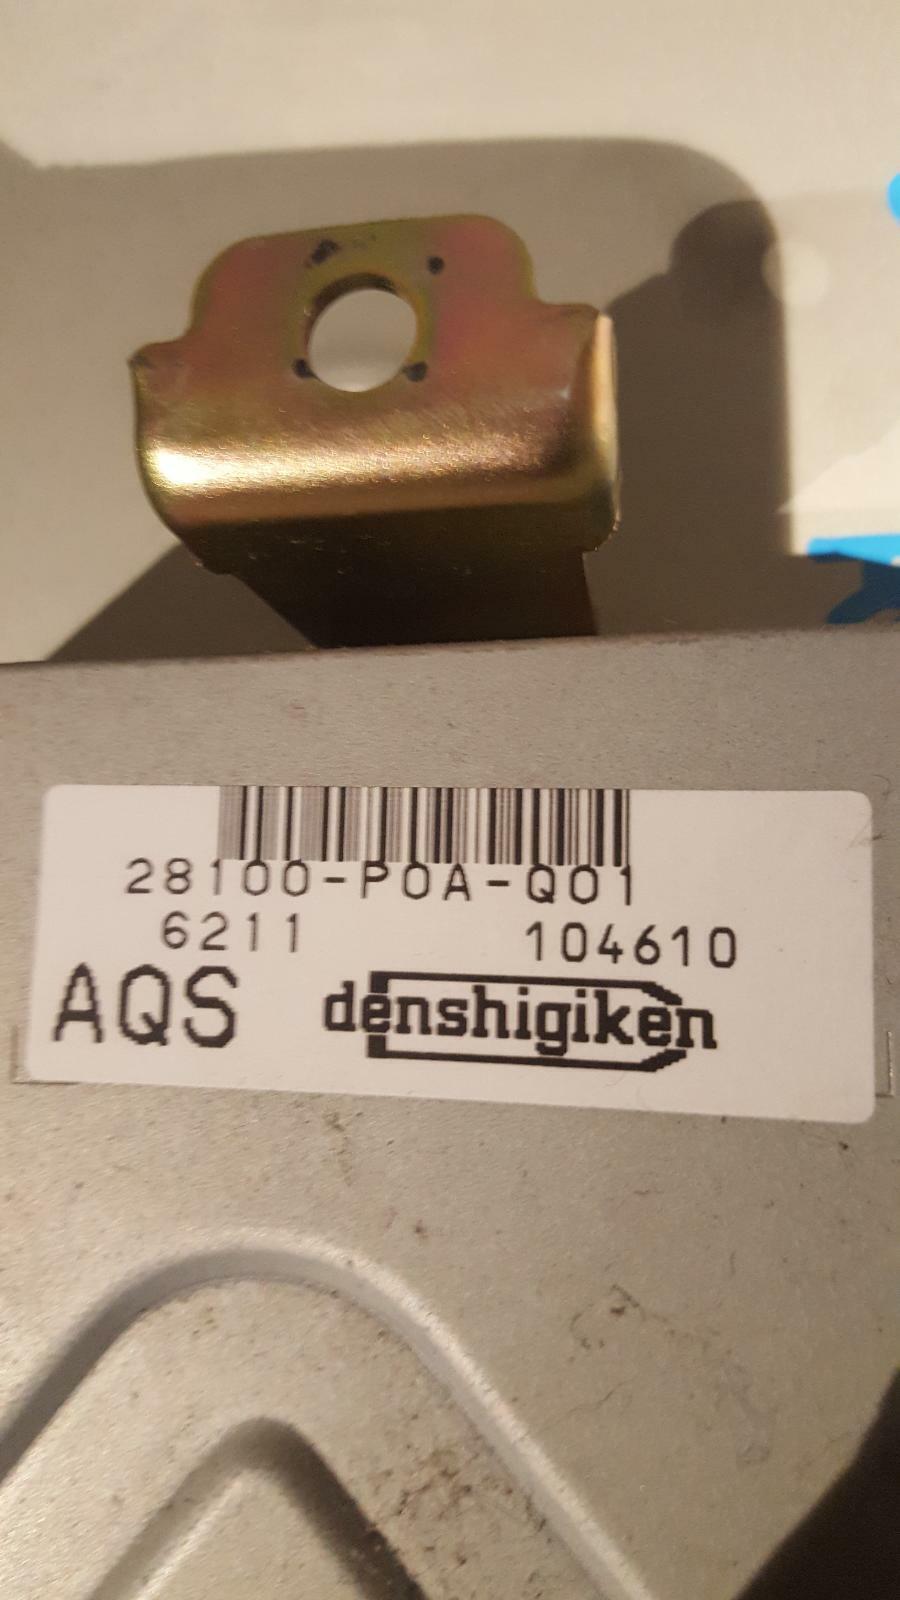 28100-P0A-Q01
6211 104610
AQS denshigiken